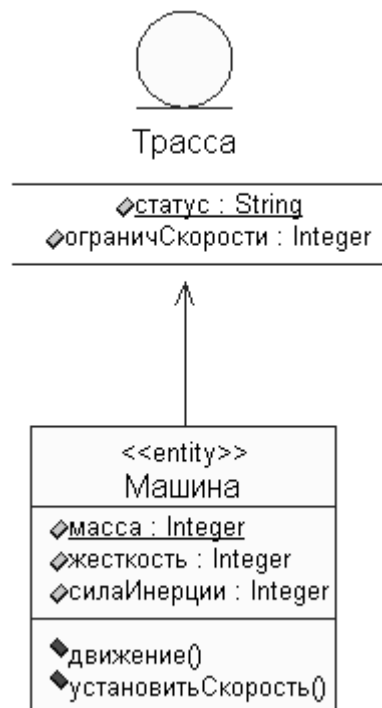 Трасса
статус : String
ограничСкорости : Integer
<<entity>>
Машина
масса : Integer
жесткость : Integer
силаИнерции : Integer
движение()
установитьСкорость()